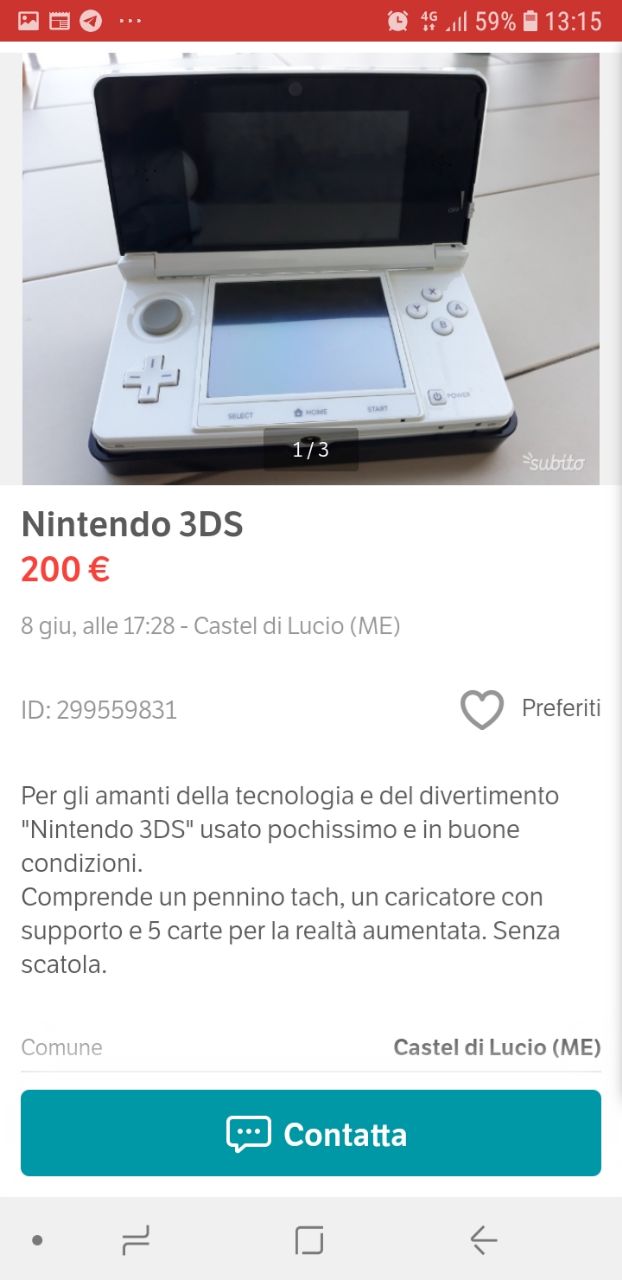 4G 59% 13:15
OFF
X
Y A
B
POWER
SELECT HOME START
1/3
subito
Nintendo 3DS
200 €
8 giu, alle 17:28 - Castel di Lucio (ME)
ID: 299559831 Preferiti
Per gli amanti della tecnologia e del divertimento
"Nintendo 3DS" usato pochissimo e in buone
condizioni.
Comprende un pennino tach, un caricatore con
supporto e 5 carte per la realtà aumentata. Senza
scatola.
Comune Castel di Lucio (ME)
Contatta